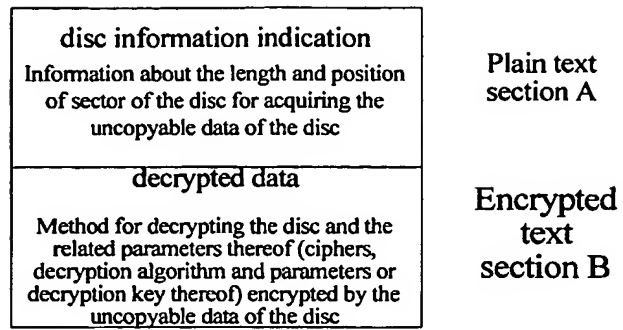 disc information indication
Information about the length and position
of sector of the disc for acquiring the
uncopyable data of the disc
Plain text
section A
decrypted data
Method for decrypting the disc and the
related parameters thereof (ciphers,
decryption algorithm and parameters or
decryption key thereof) encrypted by the
uncopyable data of the disc
Encrypted
text
section B